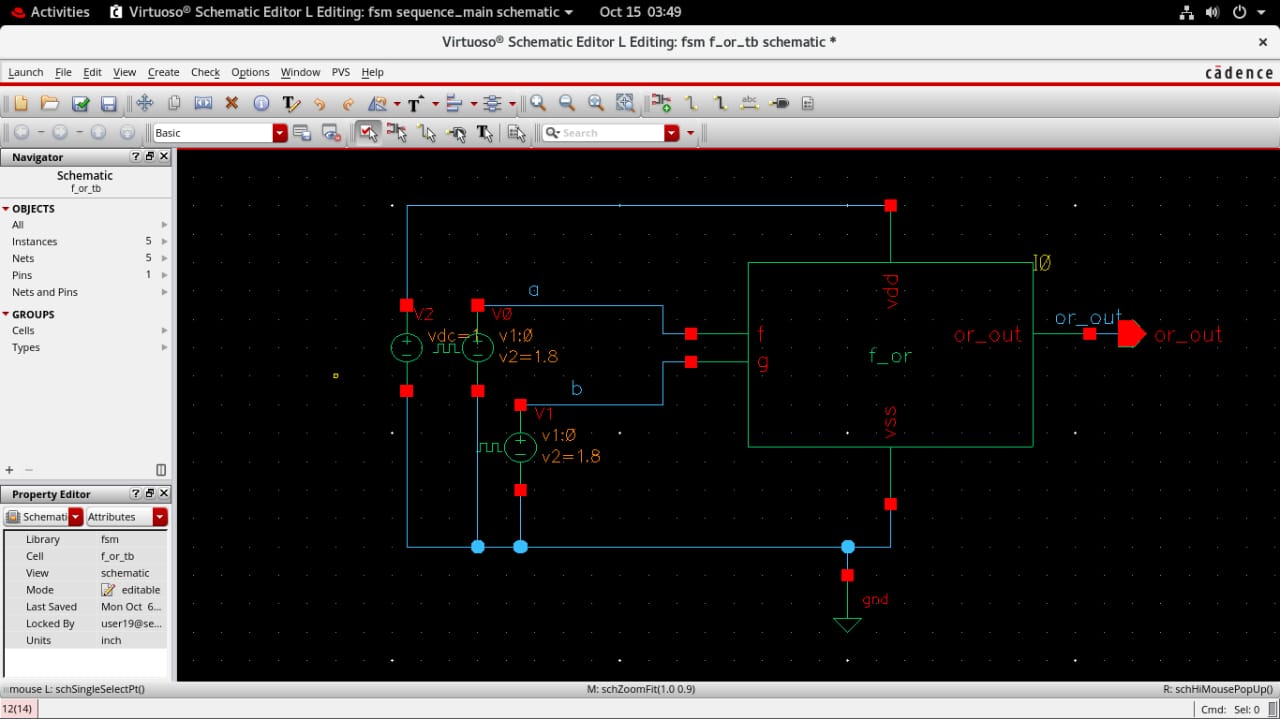 Activities Virtuoso® Schematic Editor L Editing: fsm sequence_main schematic Oct 15 03:49
Virtuoso® Schematic Editor L Editing: fsm f_or_tb schematic *
Launch File Edit View Create Check Options Window PVS Help cādence
abc
Basic Search
Navigator
Schematic
f_or_tb
OBJECTS
All
Instances 5
Nets 5
Pins 1
Nets and Pins
GROUPS
Cells
Types
Property Editor
Schemati Attributes
Library fsm
Cell f_or_tb
View schematic
Mode editable
Last Saved Mon Oct 6...
Locked By user19@se...
Units inch
I0
a
vdd
V2 V0
or_out
vdc=1 v1:0
v2=1.8
f or_out or_out
g
f_or
b
V1
v1:0
v2=1.8
vss
gnd
mouse L: schSingleSelectPt() M: schZoomFit(1.0 0.9) R: schHiMousePopUp()
12(14) Cmd: Sel: 0